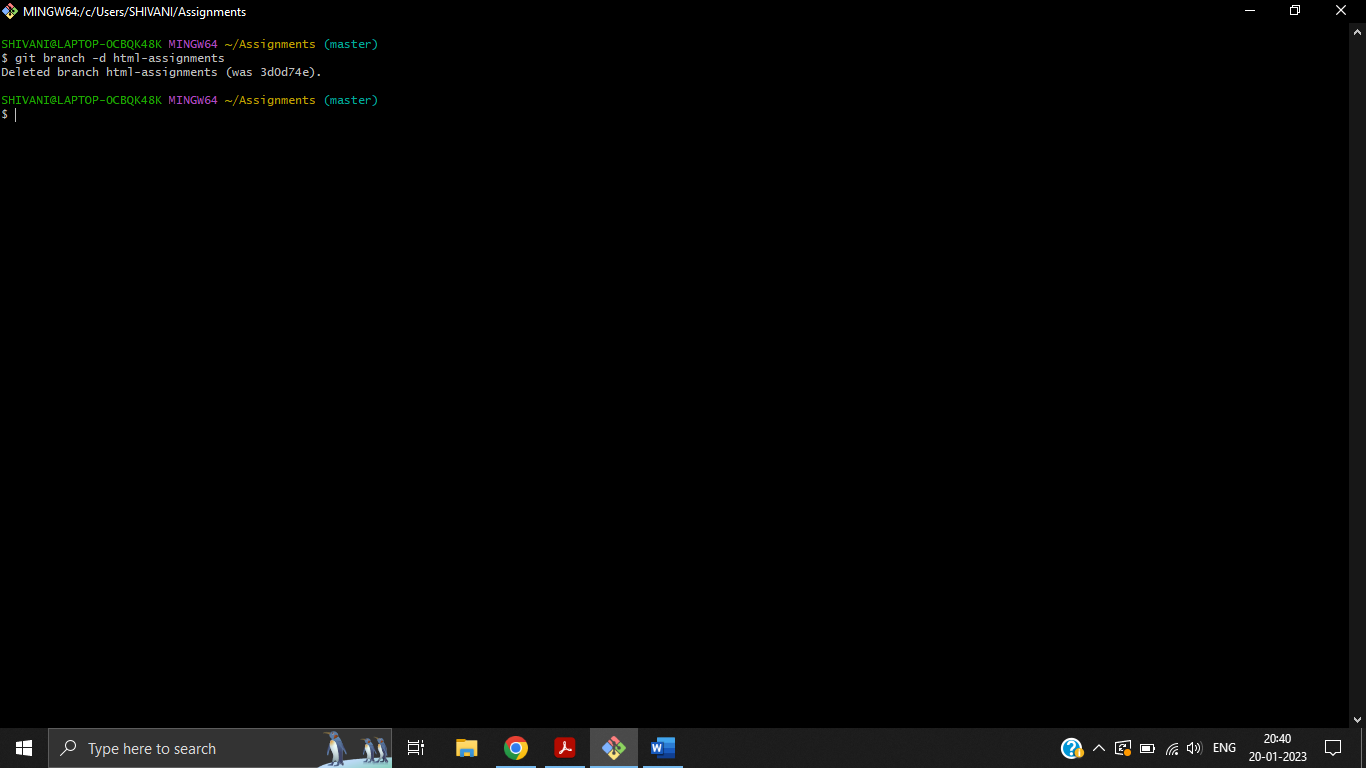 MINGW64:/c/Users/SHIVANI/Assignments
SHIVANI@LAPTOP-OCBQK48K MINGW64 ~/Assignments (master)
$ git branch -d html-assignments
Deleted branch html-assignments (was 3d0d74e).
SHIVANI@LAPTOP-OCBQK48K MINGW64 ~/Assignments (master)
$
Type here to search
ENG
20:40
20-01-2023